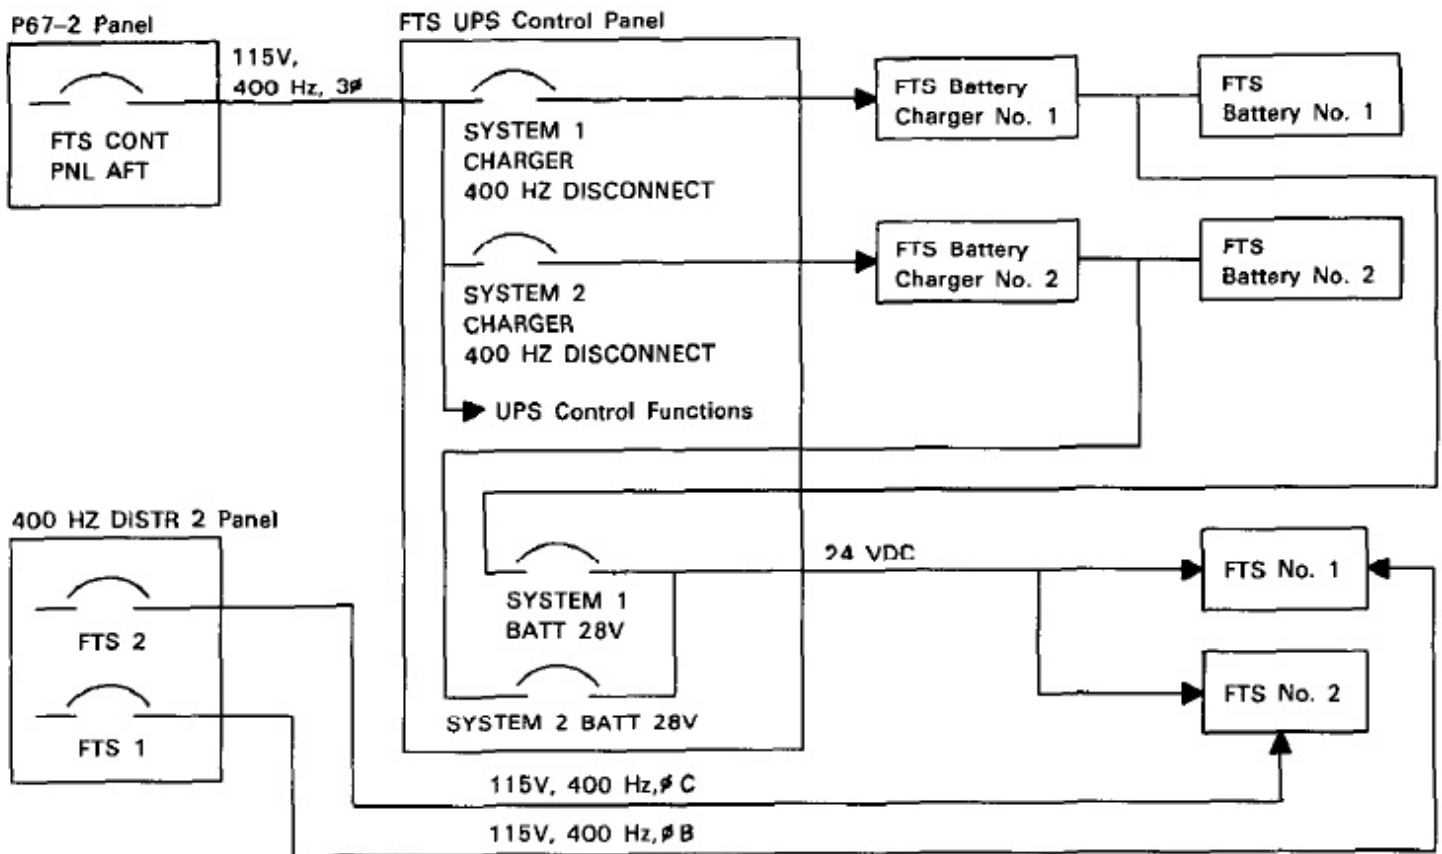 P67-2 Panel
115V,
400 Hz, 3ø
FTS CONT
PNL AFT
FTS UPS Control Panel
SYSTEM 1
CHARGER
400 HZ DISCONNECT
SYSTEM 2
CHARGER
400 HZ DISCONNECT
UPS Control Functions
FTS Battery
Charger No. 1
FTS
Battery No. 1
FTS Battery
Charger No. 2
FTS
Battery No. 2
400 HZ DISTR 2 Panel
FTS 2
FTS 1
SYSTEM 1
BATT 28V
SYSTEM 2 BATT 28V
24 VDC
FTS No. 1
FTS No. 2
115V, 400 Hz,ø C
115V, 400 Hz,ø B